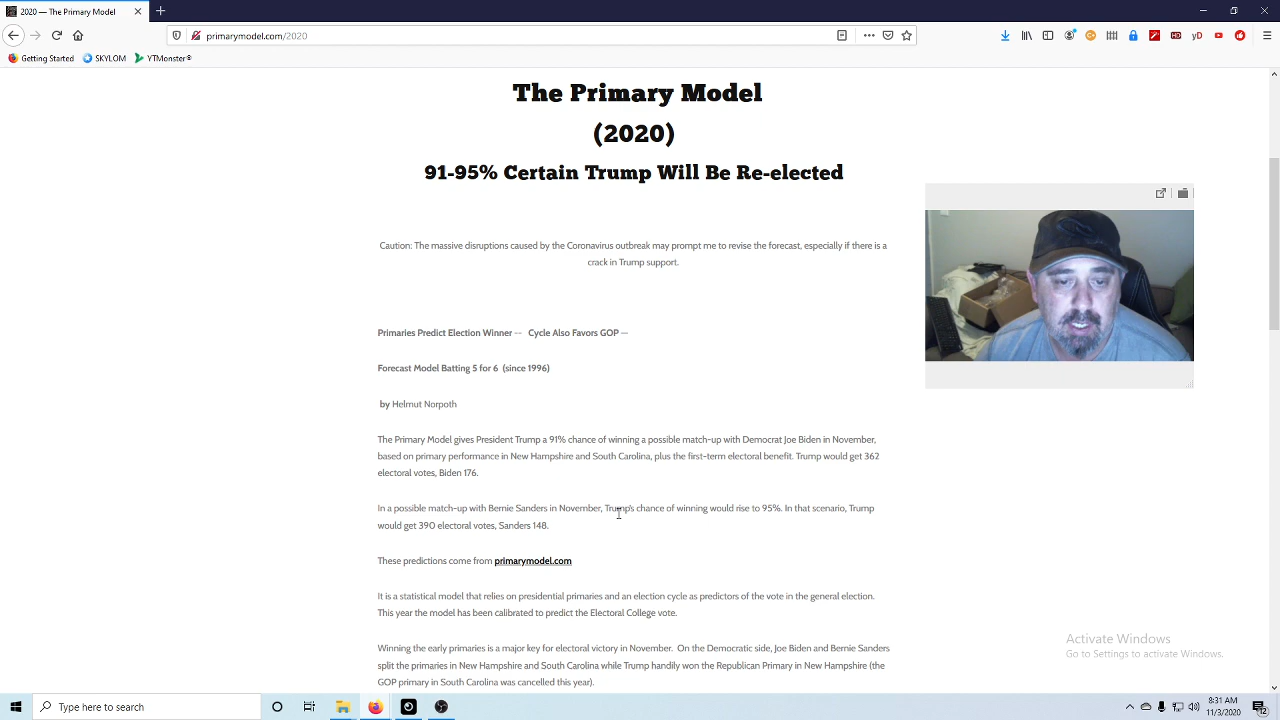 2020 — The Primary Model
primarymodel.com/2020
Getting Started
SKYLOM
YTMonster®
The Primary Model
(2020)
91-95% Certain Trump Will Be Re-elected
Caution: The massive disruptions caused by the Coronavirus outbreak may prompt me to revise the forecast, especially if there is a
crack in Trump support.
Primaries Predict Election Winner -- Cycle Also Favors GOP —
Forecast Model Batting 5 for 6 (since 1996)
by Helmut Norpoth
The Primary Model gives President Trump a 91% chance of winning a possible match-up with Democrat Joe Biden in November,
based on primary performance in New Hampshire and South Carolina, plus the first-term electoral benefit. Trump would get 362
electoral votes, Biden 176.
In a possible match-up with Bernie Sanders in November, Trump's chance of winning would rise to 95%. In that scenario, Trump
would get 390 electoral votes, Sanders 148.
These predictions come from primarymodel.com
It is a statistical model that relies on presidential primaries and an election cycle as predictors of the vote in the general election.
This year the model has been calibrated to predict the Electoral College vote.
Winning the early primaries is a major key for electoral victory in November. On the Democratic side, Joe Biden and Bernie Sanders
split the primaries in New Hampshire and South Carolina while Trump handily won the Republican Primary in New Hampshire (the
GOP primary in South Carolina was cancelled this year).
Activate Windows
Go to Settings to activate Windows.
Type here to search
8:31 AM
11/3/2020
12